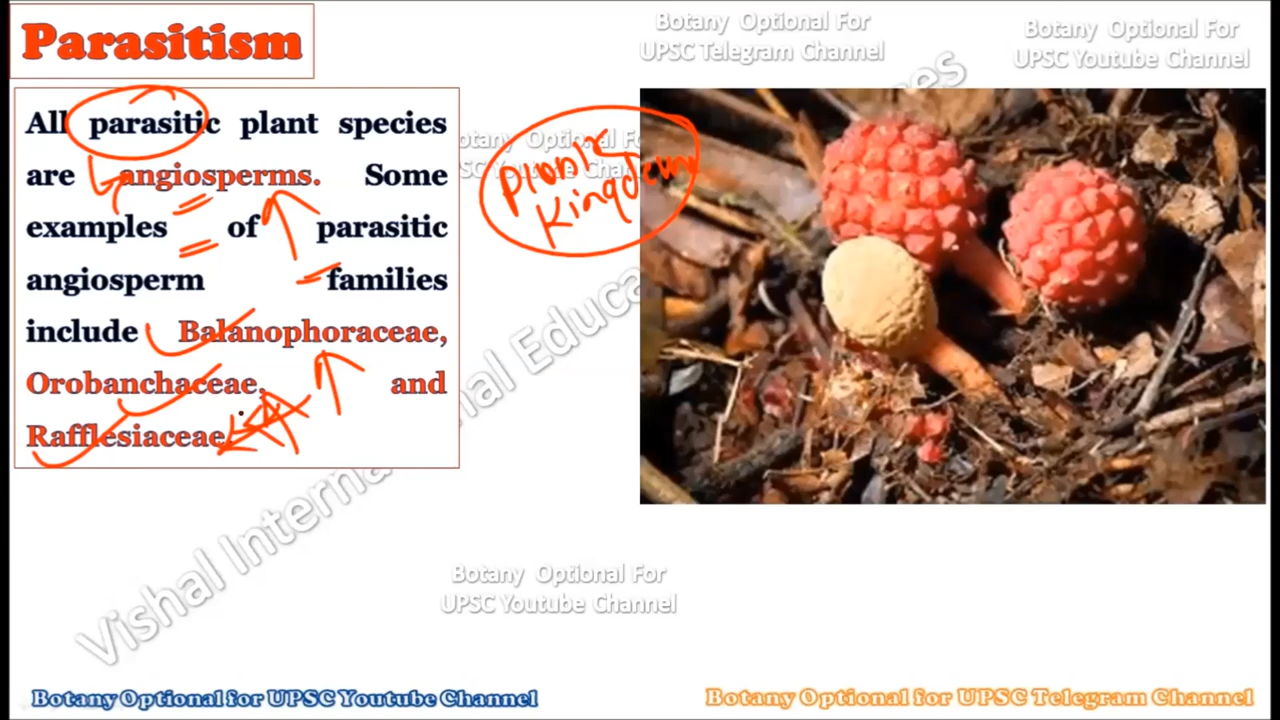 Parasitism
Botany Optional For
UPSC Telegram Channel
Botany Optional For
UPSC Youtube Channel
All parasitic plant species
are angiosperms. Some
examples of parasitic
angiosperm families
include Balanophoraceae,
Orobanchaceae, and
Rafflesiaceae
Botany Optional For
UPSC Youtube Channel
Kingdom
Vishal International Educa
es
Botany Optional For
UPSC Youtube Channel
Botany Optional for UPSC Youtube Channel
Botany Optional for UPSC Telegram Channel